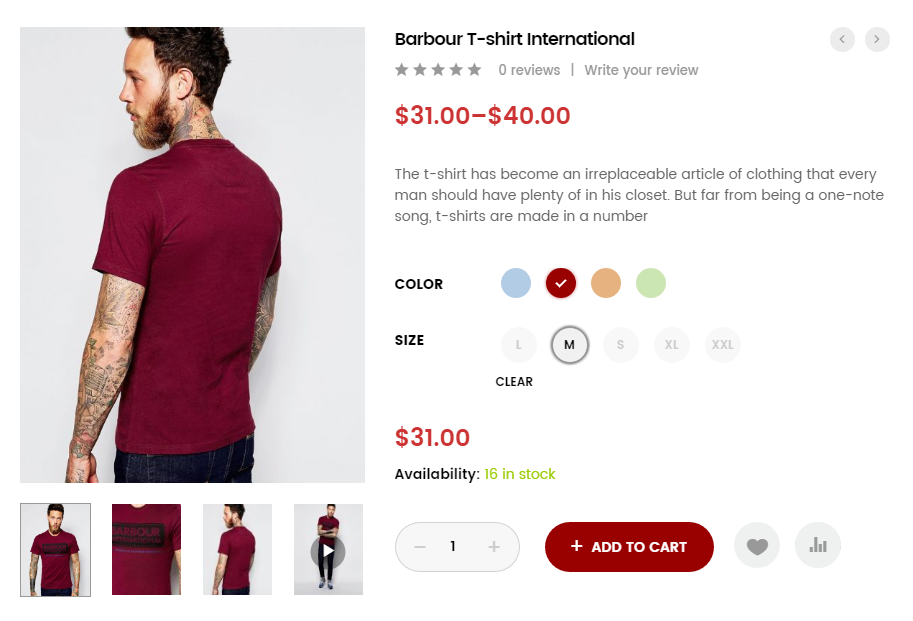 Barbour T-shirt International
0 reviews | Write your review
$31.00–$40.00
The t-shirt has become an irreplaceable article of clothing that every
man should have plenty of in his closet. But far from being a one-note
song, t-shirts are made in a number
COLOR
SIZE L M S XL XXL
CLEAR
$31.00
Availability: 16 in stock
BARBOUR
INTERNATIONAL
− 1 + + ADD TO CART